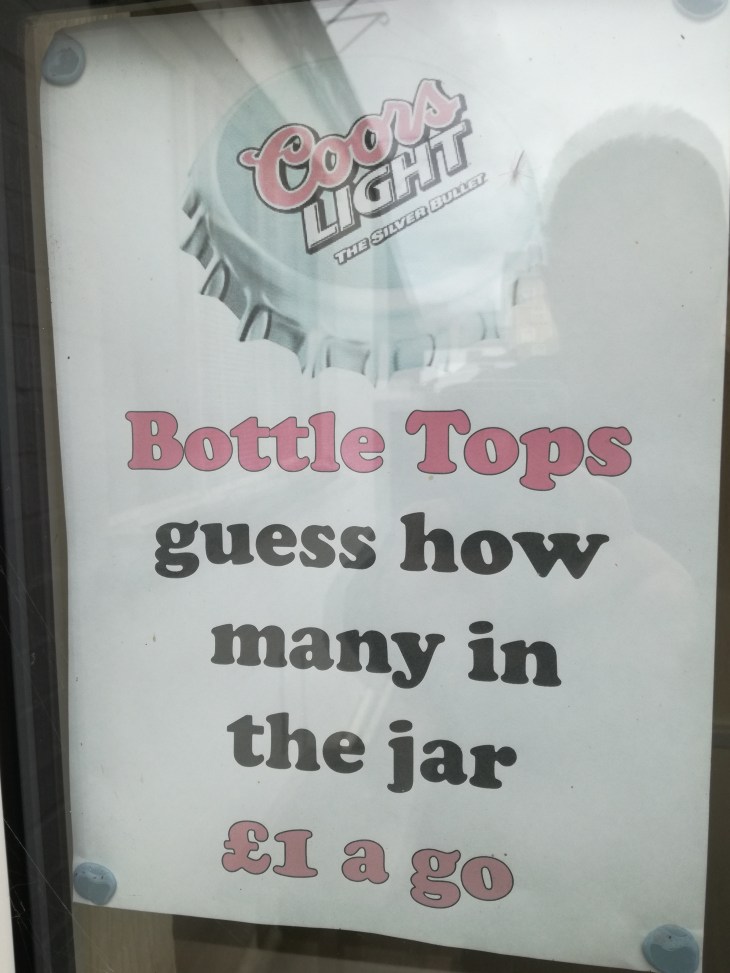 Coors
LIGHT
THE SILVER BULLET
Bottle Tops
guess how
many in
the jar
£1 a go